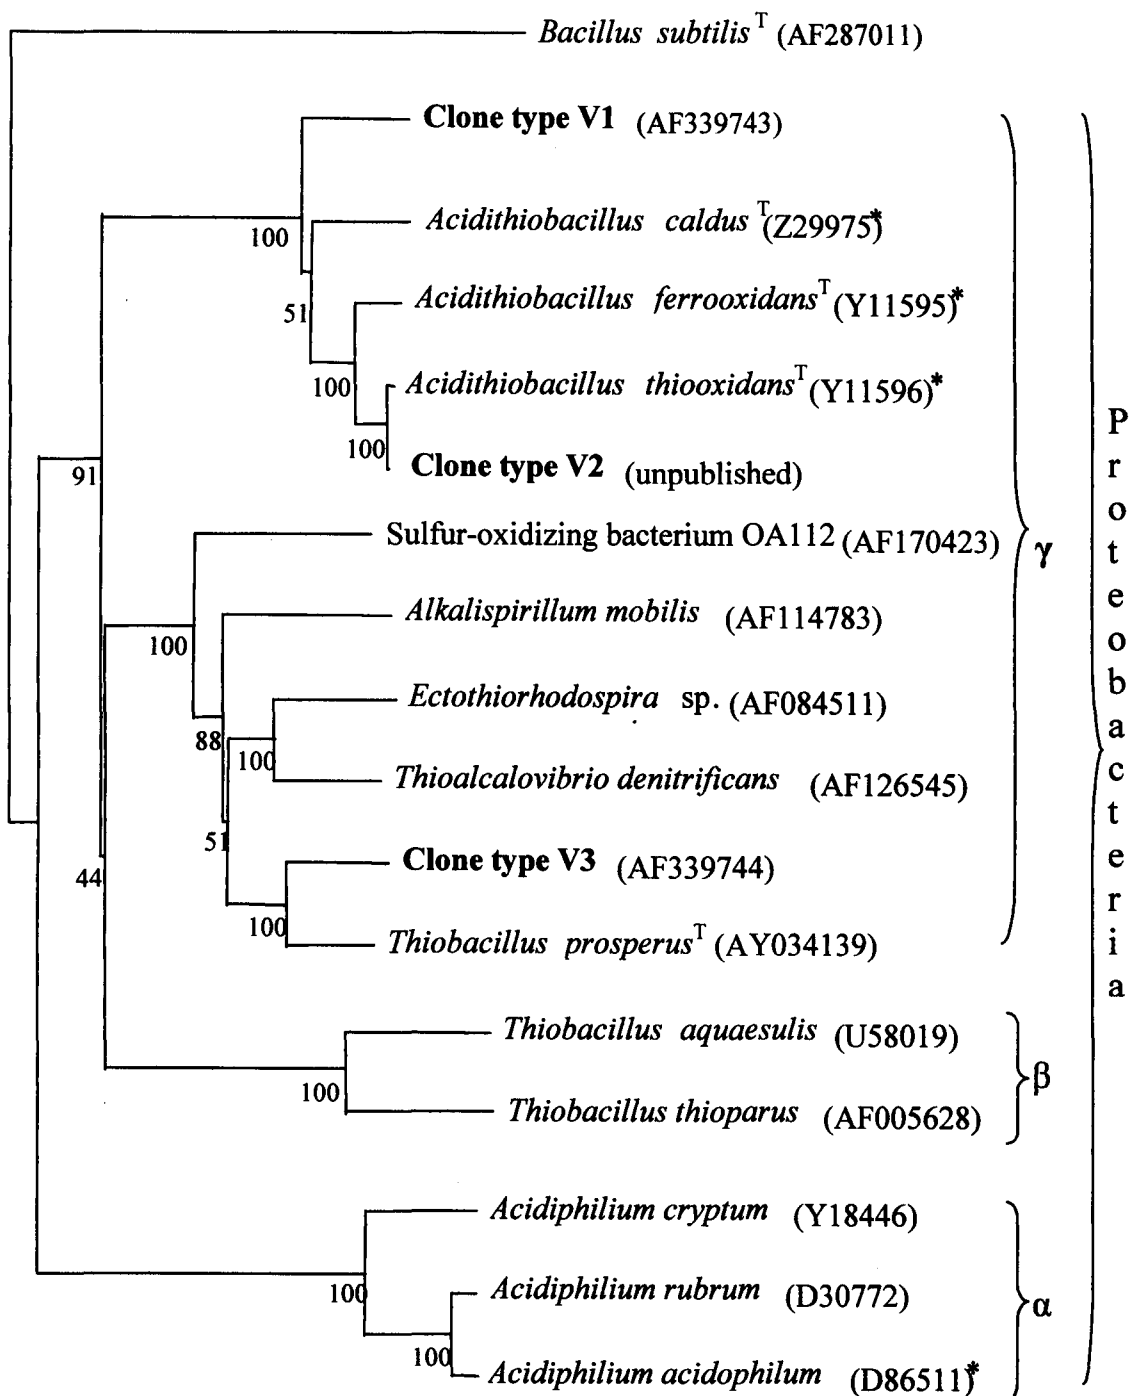 Bacillus subtilis T (AF287011)
Clone type V1 (AF339743)
100
Acidithiobacillus caldus T (Z29975)*
51
Acidithiobacillus ferrooxidans T (Y11595)*
100
Acidithiobacillus thiooxidans T (Y11596)*
100
Clone type V2 (unpublished)
91
Sulfur-oxidizing bacterium OA112 (AF170423)
γ
Alkalispirillum mobilis (AF114783)
100
Ectothiorhodospira sp. (AF084511)
88
100
Thioalcalovibrio denitrificans (AF126545)
51
Clone type V3 (AF339744)
44
100
Thiobacillus prosperus T (AY034139)
Proteobacteria
Thiobacillus aquaesulis (U58019)
β
100
Thiobacillus thioparus (AF005628)
Acidiphilium cryptum (Y18446)
100
Acidiphilium rubrum (D30772)
α
100
Acidiphilium acidophilum (D86511)*